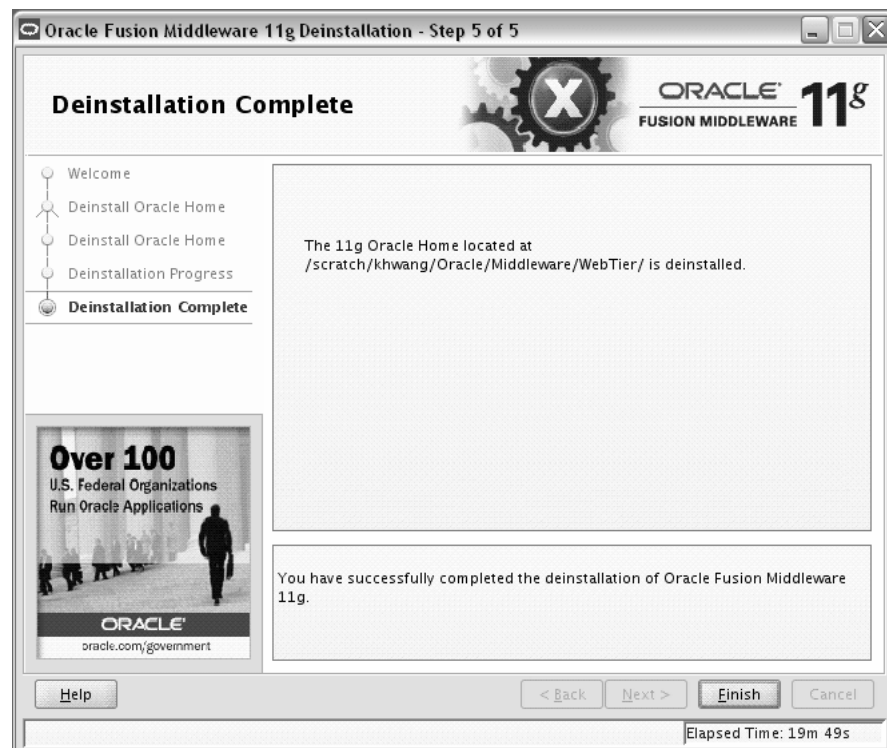 Oracle Fusion Middleware 11g Deinstallation - Step 5 of 5
Deinstallation Complete
ORACLE'
FUSION MIDDLEWARE
11g
Welcome
Deinstall Oracle Home
Deinstall Oracle Home
Deinstallation Progress
Deinstallation Complete
The 11g Oracle Home located at
/scratch/khwang/Oracle/Middleware/WebTier/ is deinstalled.
Over 100
U.S. Federal Organizations
Run Oracle Applications
ORACLE'
oracle.com/government
You have successfully completed the deinstallation of Oracle Fusion Middleware
11g.
Help
< Back
Next >
Finish
Cancel
Elapsed Time: 19m 49s